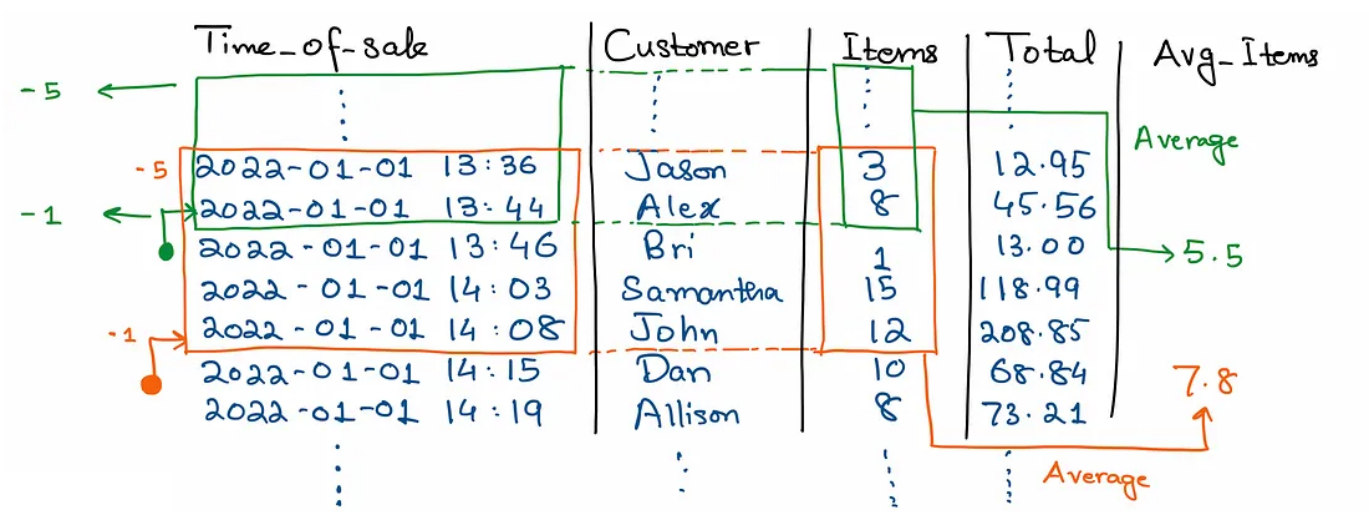 Time_of-sale Customer Items Total Avg_Items
-5
Average
-5 2022-01-01 13:36 Jason 3 12.95
-1 2022-01-01 13:44 Alex 8 45.56
2022-01-01 13:46 Bri 1 13.00 5.5
2022-01-01 14:03 Samantha 15 118.99
-1 2022-01-01 14:08 John 12 208.85
2022-01-01 14:15 Dan 10 68.84 7.8
2022-01-01 14:19 Allison 8 73.21
Average